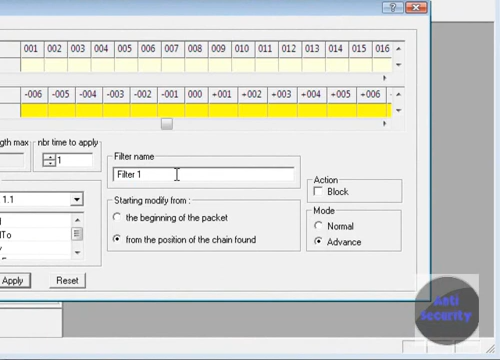 001 002 003 004 005 006 007 008 009 010 011 012 013 014 015 016
-006 -005 -004 -003 -002 -001 000 +001 +002 +003 +004 +005 +006
gth max
nbr time to apply
1
Filter name
Filter 1
1.1
lTo
Starting modify from :
the beginning of the packet
from the position of the chain found
Action
Block
Mode
Normal
Advance
Apply
Reset
Security